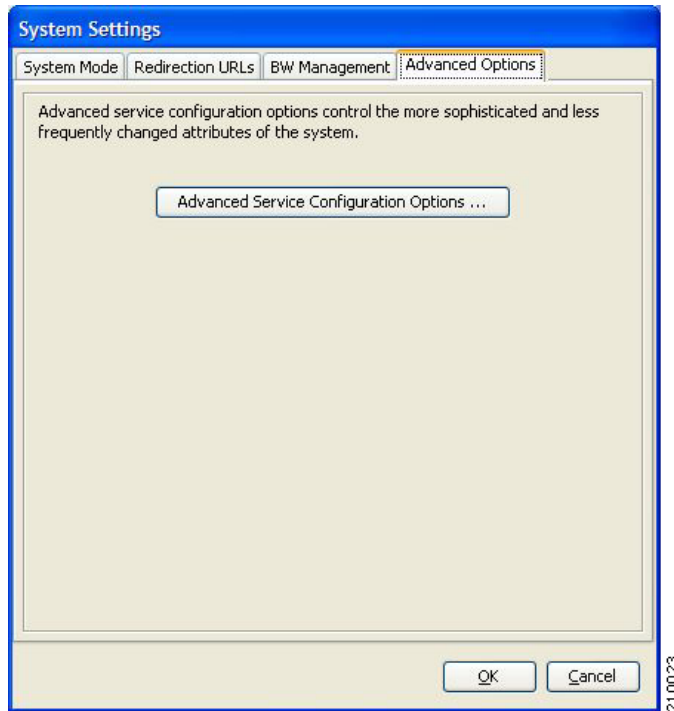 System Settings
System Mode Redirection URLs BW Management Advanced Options
Advanced service configuration options control the more sophisticated and less
frequently changed attributes of the system.
Advanced Service Configuration Options ...
OK Cancel
210023